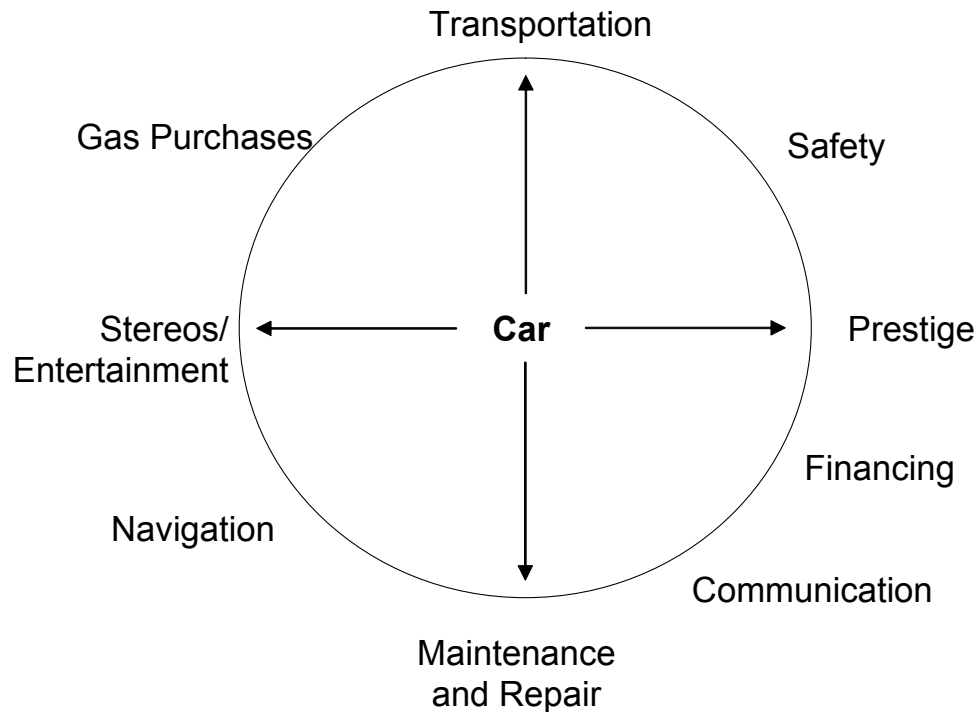 Transportation
Gas Purchases
Safety
Stereos/
Entertainment
Car
Prestige
Financing
Navigation
Communication
Maintenance
and Repair